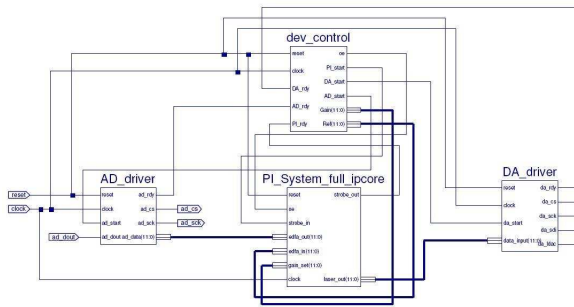 dev_control
reset
oe
PI_start
clock
DA_start
DA_rdy
AD_start
AD_rdy
Gain(11:0)
PI_rdy
Ref(11:0)
AD_driver
PI_System_full_ipcore
DA_driver
reset
clock
reset
ad_rdy
clock
ad_cs
ad_start
ad_sck
ad_dout
ad_data(11:0)
ad_cs
ad_sck
ad_dout
reset
strobe_out
oe
strobe_in
edfa_out(11:0)
edfa_in(11:0)
gain_set(11:0)
clock
laser_out(11:0)
reset
da_rdy
clock
da_cs
da_sck
da_start
da_sdi
data_input(11:0)
da_ldac